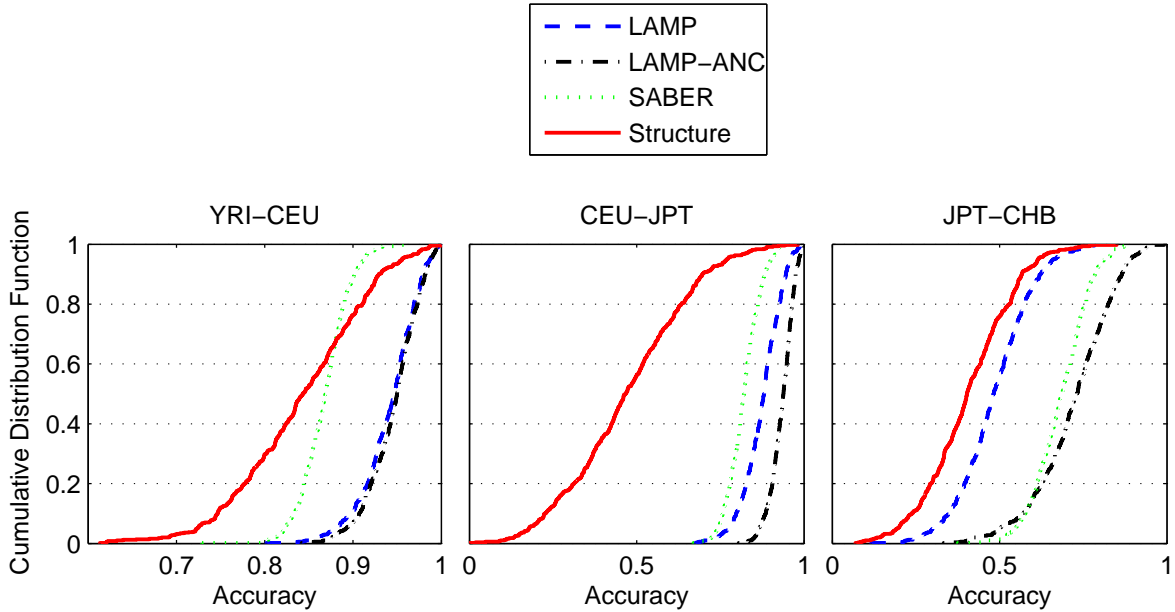 LAMP
LAMP−ANC
SABER
Structure
YRI−CEU
CEU−JPT
JPT−CHB
Cumulative Distribution Function
1
0.8
0.6
0.4
0.2
0
0.7
0.8
0.9
1
0
0.5
1
0
0.5
1
Accuracy
Accuracy
Accuracy